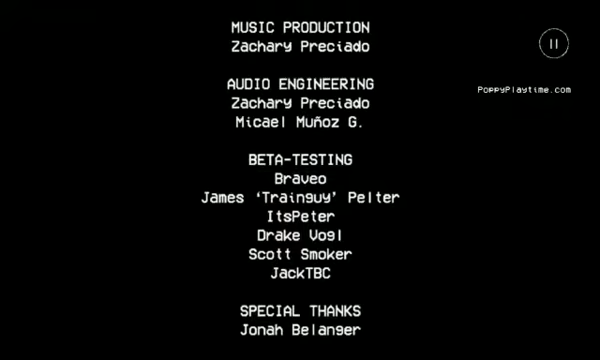 MUSIC PRODUCTION
Zachary Preciado
PoppyPlaytime.com
AUDIO ENGINEERING
Zachary Preciado
Micael Muñoz G.
BETA-TESTING
Braveo
James ‘Trainguy’ Pelter
ItsPeter
Drake Vogl
Scott Smoker
JackTBC
SPECIAL THANKS
Jonah Belanger